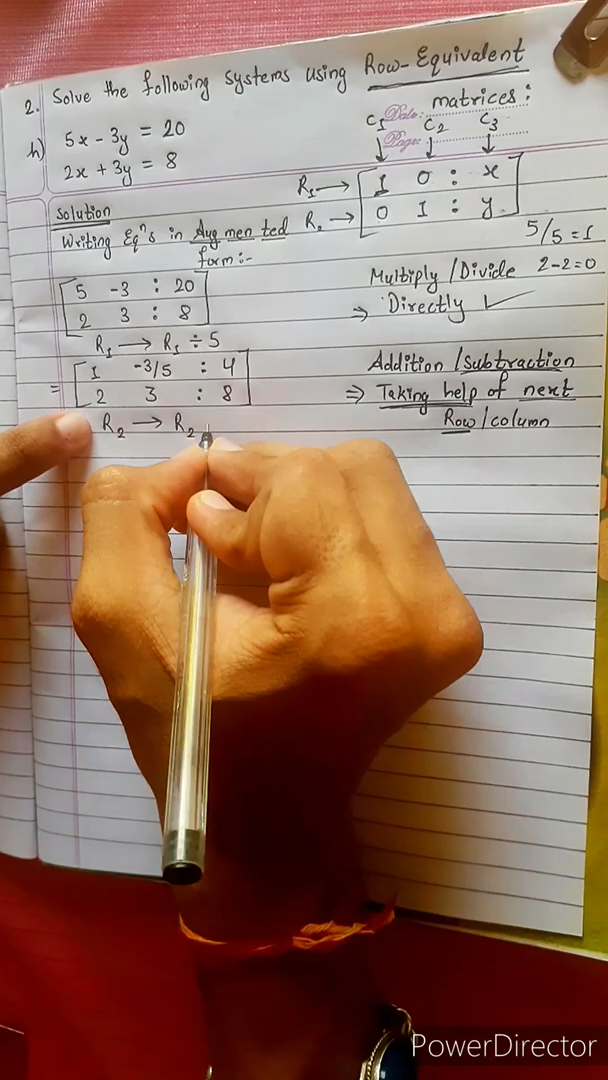 2. Solve the following systems using Row-Equivalent
matrices:
h) 5x - 3y = 20
2x + 3y = 8
Date:
Page:
C₁ C₂ C₃
R₁→ [1 0 : x]
R₂→ [0 1 : y]
Solution
Writing Eqⁿs in Augmented
form:-
[5 -3 : 20]
[2 3 : 8]
R₁ → R₁ ÷ 5
= [1 -3/5 : 4]
[2 3 : 8]
R₂ → R₂
5/5 = 1
Multiply / Divide 2-2=0
⇒ Directly ✓
Addition / Subtraction
⇒ Taking help of next
Row / column
PowerDirector